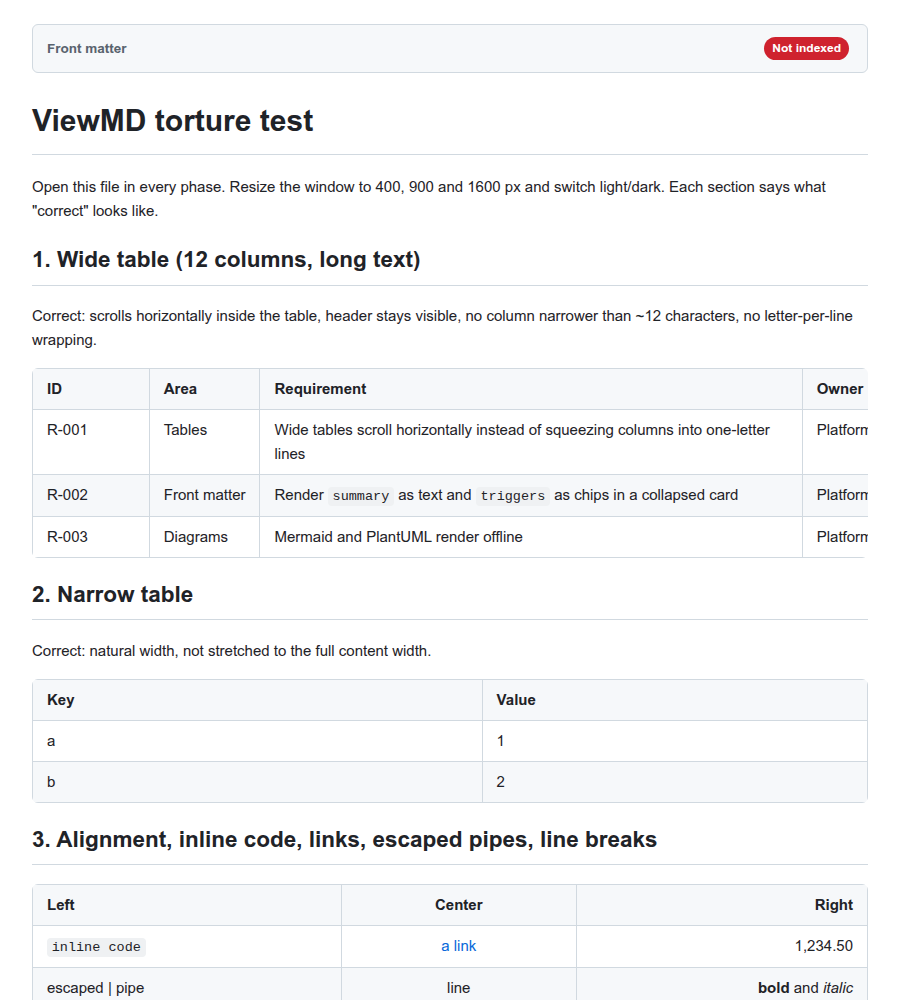 Front matter
Not indexed
ViewMD torture test
Open this file in every phase. Resize the window to 400, 900 and 1600 px and switch light/dark. Each section says what
"correct" looks like.
1. Wide table (12 columns, long text)
Correct: scrolls horizontally inside the table, header stays visible, no column narrower than ~12 characters, no letter-per-line
wrapping.
ID Area Requirement Owner
R-001 Tables Wide tables scroll horizontally instead of squeezing columns into one-letter Platform
lines
R-002 Front matter Render summary as text and triggers as chips in a collapsed card Platform
R-003 Diagrams Mermaid and PlantUML render offline Platform
2. Narrow table
Correct: natural width, not stretched to the full content width.
Key Value
a 1
b 2
3. Alignment, inline code, links, escaped pipes, line breaks
Left Center Right
inline code a link 1,234.50
escaped | pipe line bold and italic